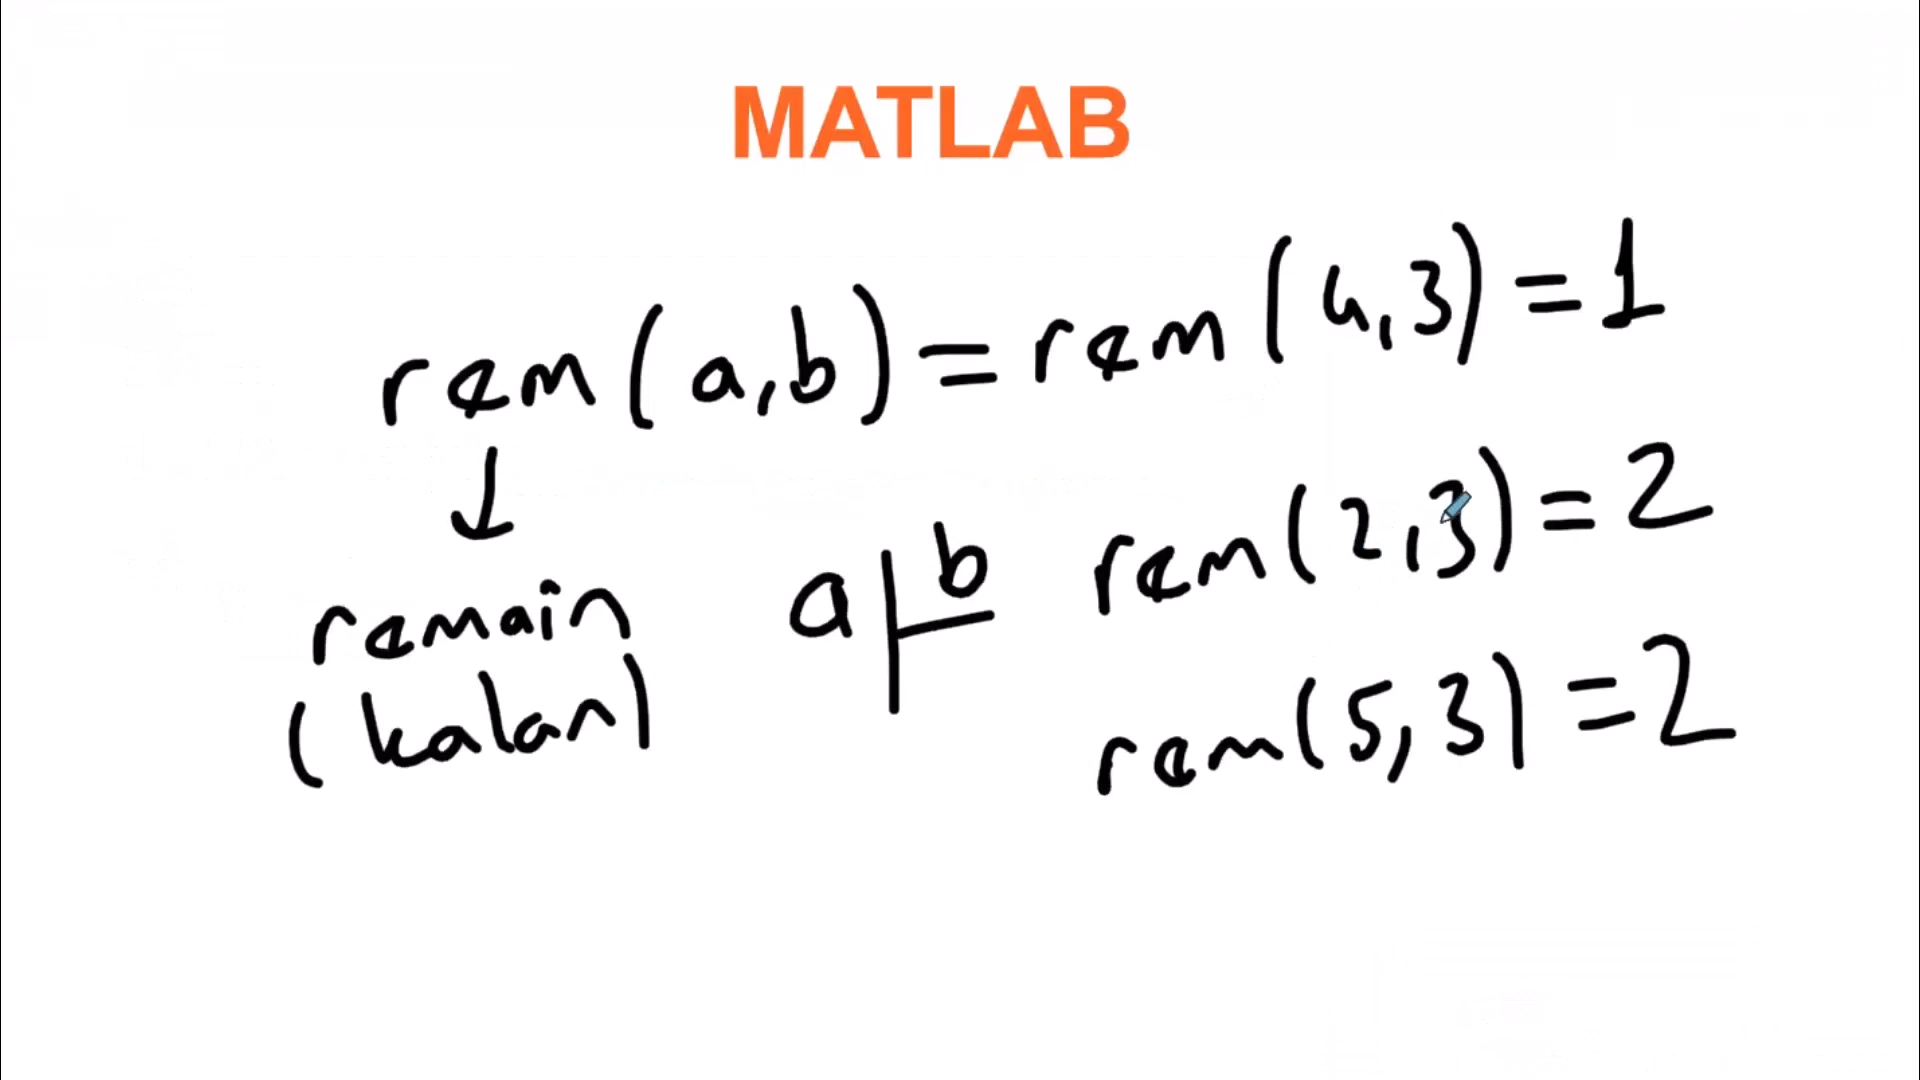 MATLAB
rem(a,b) = rem(4,3) = 1
remain
(kalan)
a b
rem(2,3) = 2
rem(5,3) = 2